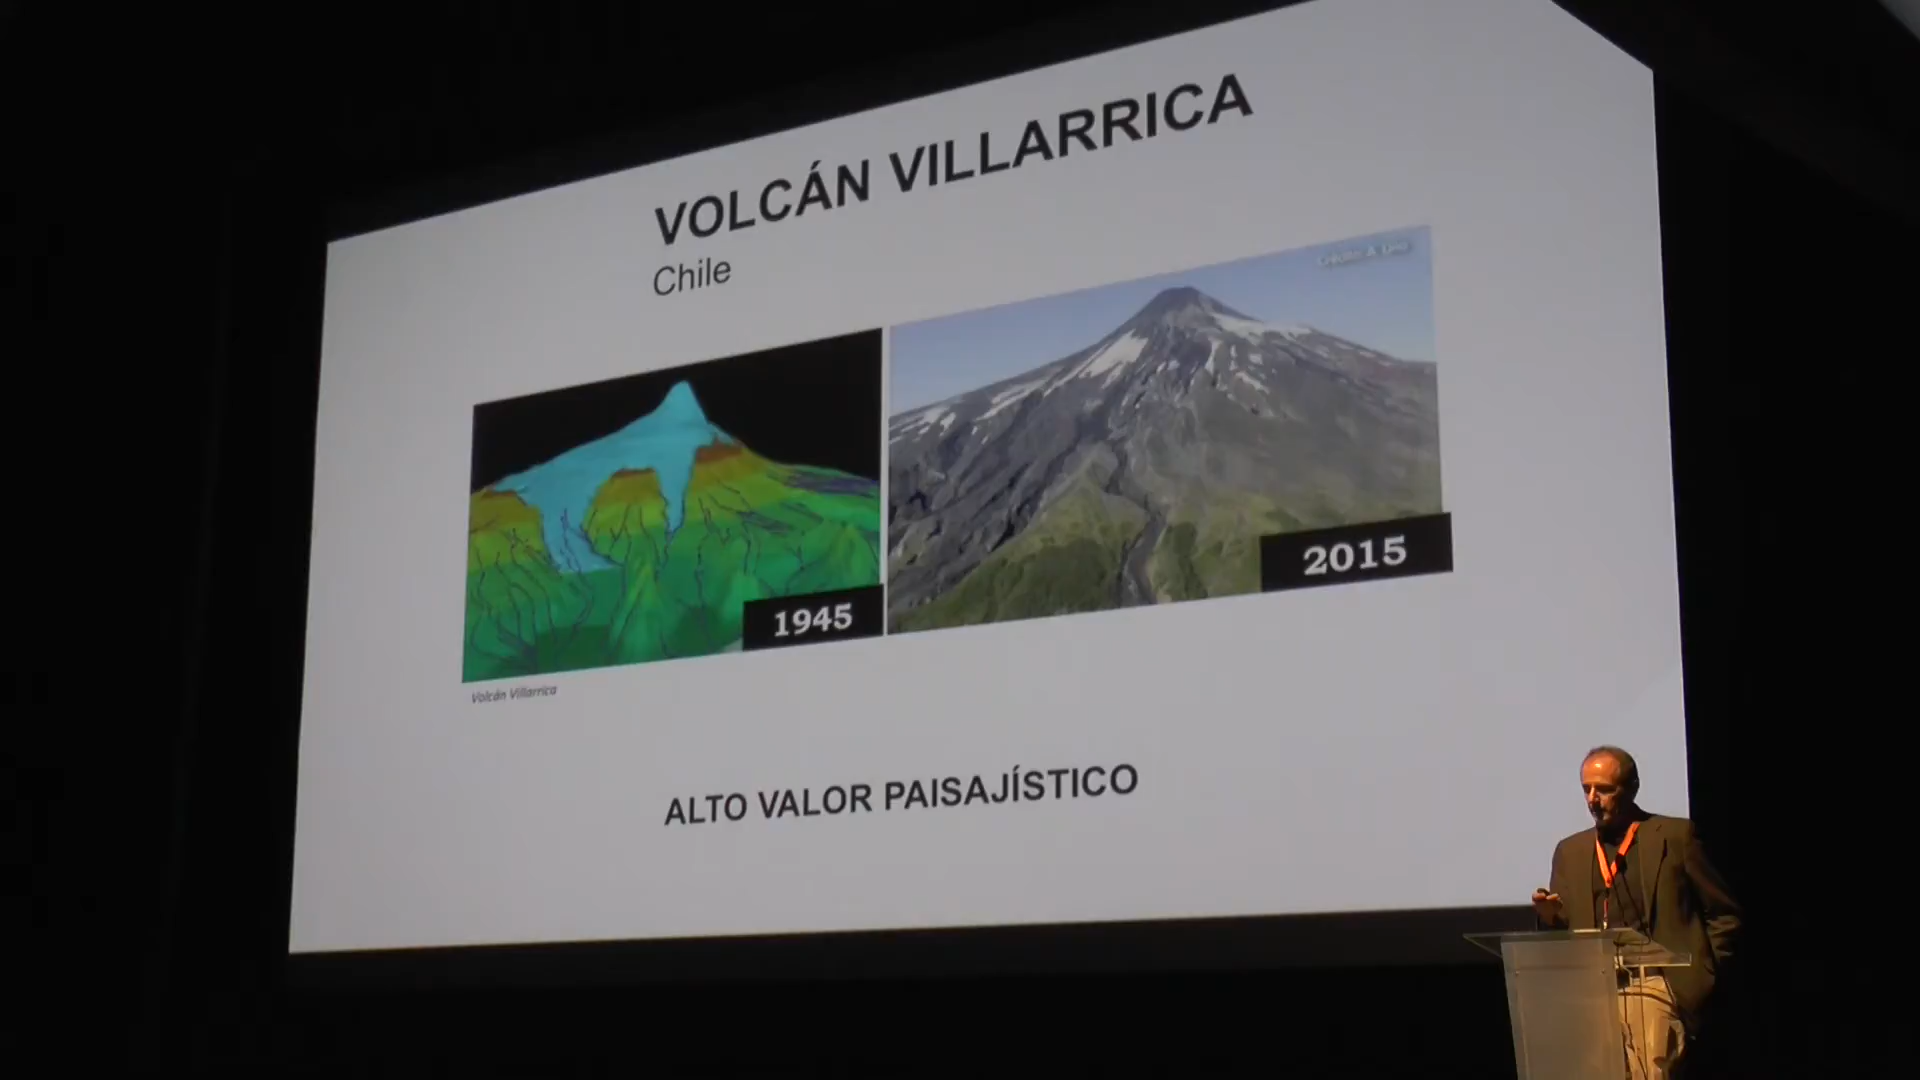 VOLCÁN VILLARRICA
Chile
1945
2015
Volcán Villarrica
ALTO VALOR PAISAJÍSTICO